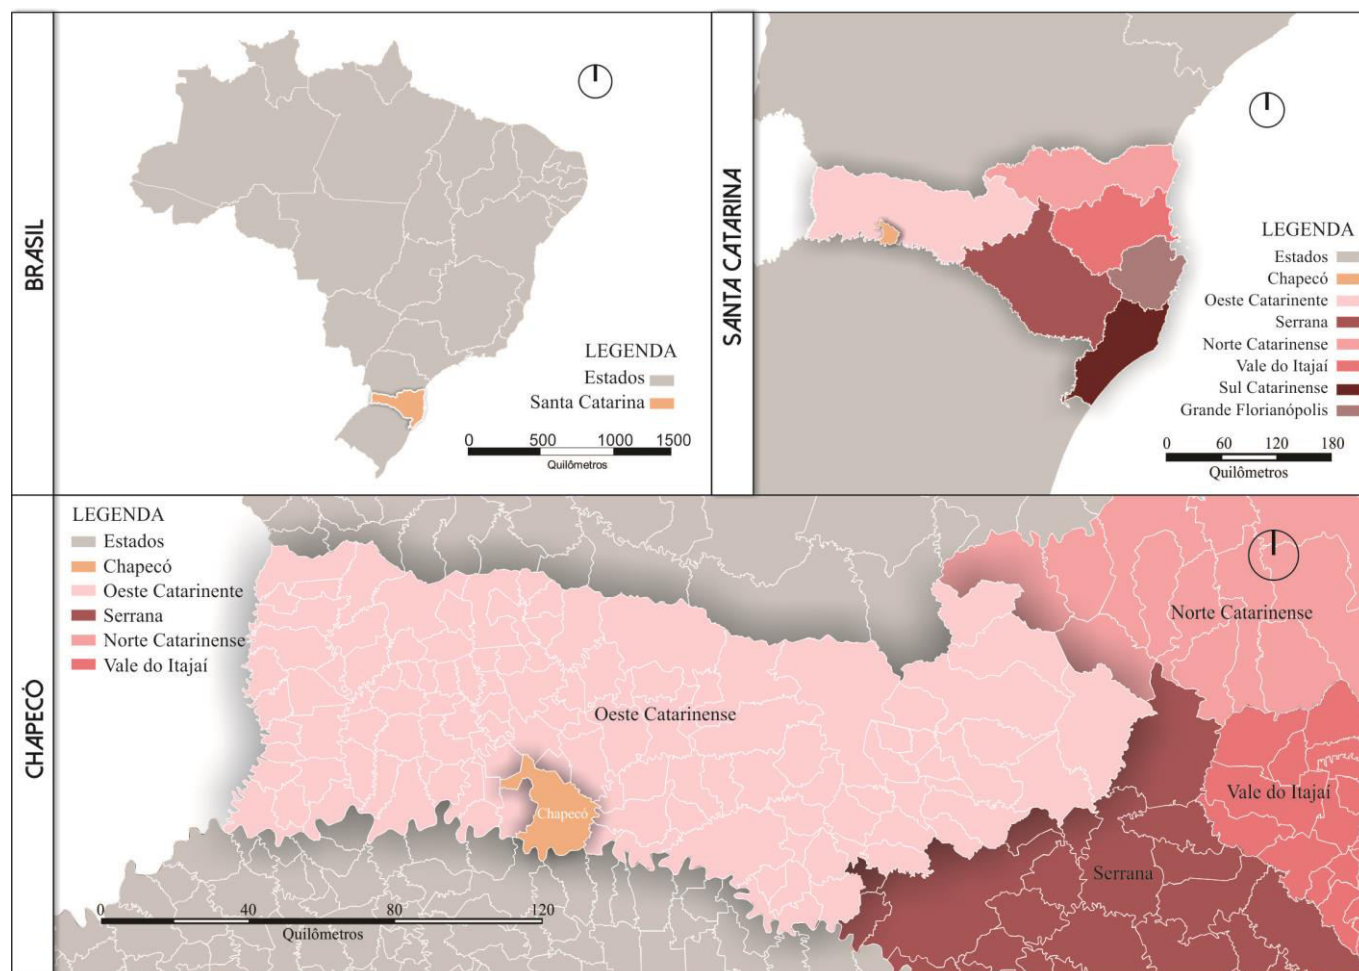 BRASIL
LEGENDA
Estados
Santa Catarina
0 500 1000 1500
Quilômetros
SANTA CATARINA
LEGENDA
Estados
Chapecó
Oeste Catarinente
Serrana
Norte Catarinense
Vale do Itajaí
Sul Catarinense
Grande Florianópolis
0 60 120 180
Quilômetros
CHAPECÓ
LEGENDA
Estados
Chapecó
Oeste Catarinente
Serrana
Norte Catarinense
Vale do Itajaí
Norte Catarinense
Oeste Catarinense
Vale do Itajaí
Chapecó
Serrana
0 40 80 120
Quilômetros